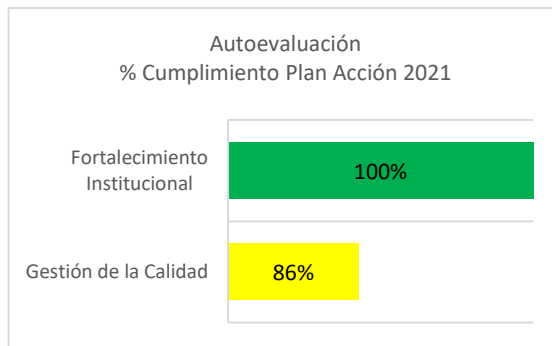 Autoevaluación
% Cumplimiento Plan Acción 2021
Fortalecimiento
Institucional
100%
Gestión de la Calidad
86%